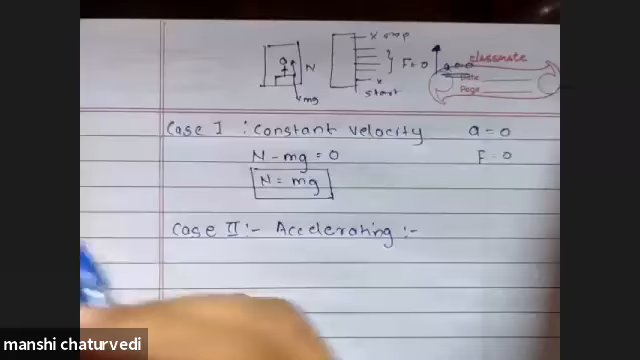 x stop
N
F=0
mg
x
start
classmate
Date
Page
Case I : Constant velocity a = 0
N - mg = 0 F = 0
N = mg
Case II :- Accelerating :-
manshi chaturvedi